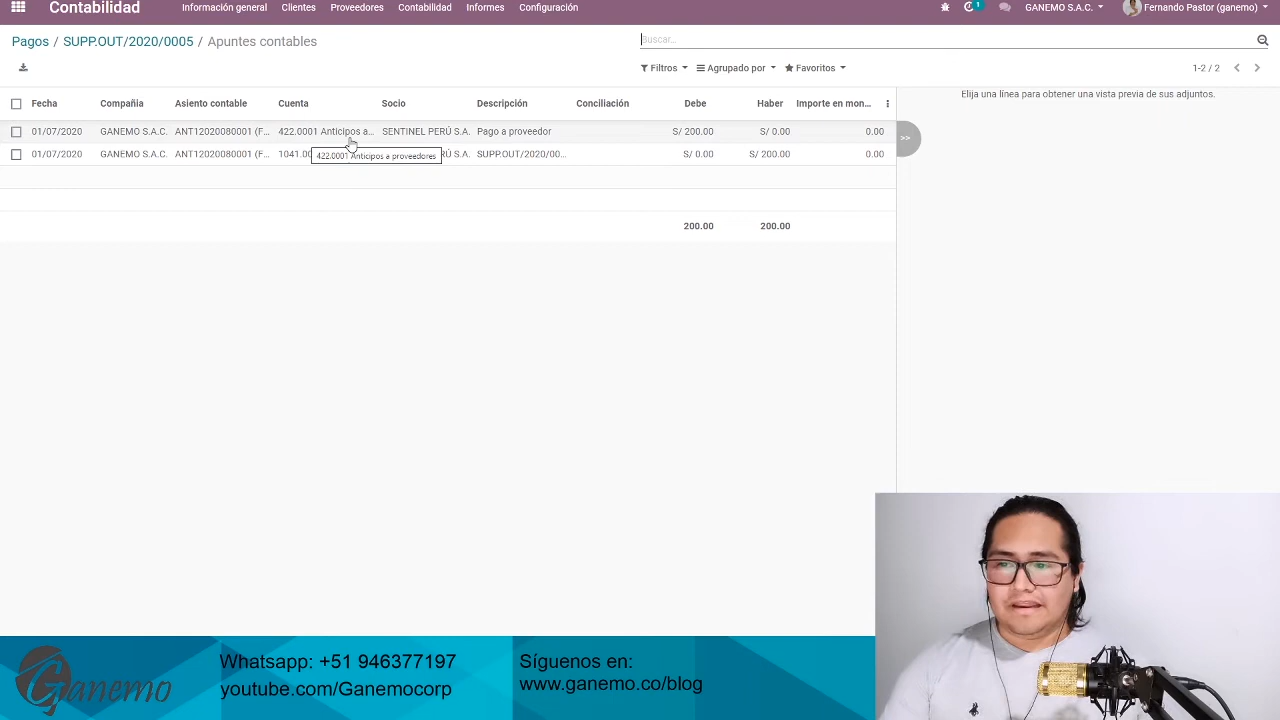 Contabilidad Información general Clientes Proveedores Contabilidad Informes Configuración 1 GANEMO S.A.C. Fernando Pastor (ganemo)
Pagos / SUPP.OUT/2020/0005 / Apuntes contables
Buscar...
Filtros Agrupado por Favoritos 1-2 / 2
Fecha Compañia Asiento contable Cuenta Socio Descripción Conciliación Debe Haber Importe en mon...
Elija una línea para obtener una vista previa de sus adjuntos.
01/07/2020 GANEMO S.A.C. ANT12020080001 (F... 422.0001 Anticipos a... SENTINEL PERÚ S.A. Pago a proveedor S/ 200.00 S/ 0.00 0.00
>>
01/07/2020 GANEMO S.A.C. ANT12020080001 (F... 1041.00 RÚ S.A. SUPP.OUT/2020/00... S/ 0.00 S/ 200.00 0.00
422.0001 Anticipos a proveedores
200.00 200.00
Ganemo
Whatsapp: +51 946377197
youtube.com/Ganemocorp
Síguenos en:
www.ganemo.co/blog